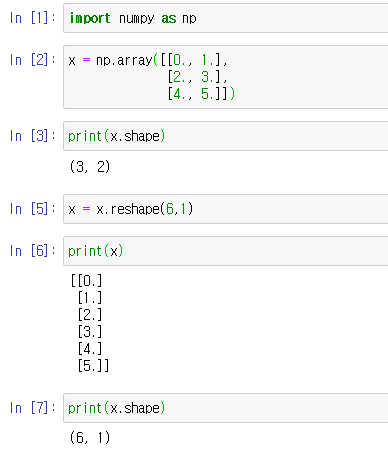 In [1]: import numpy as np
In [2]: x = np.array([[0., 1.],
[2., 3.],
[4., 5.]])
In [3]: print(x.shape)
(3, 2)
In [5]: x = x.reshape(6,1)
In [6]: print(x)
[[0.]
[1.]
[2.]
[3.]
[4.]
[5.]]
In [7]: print(x.shape)
(6, 1)